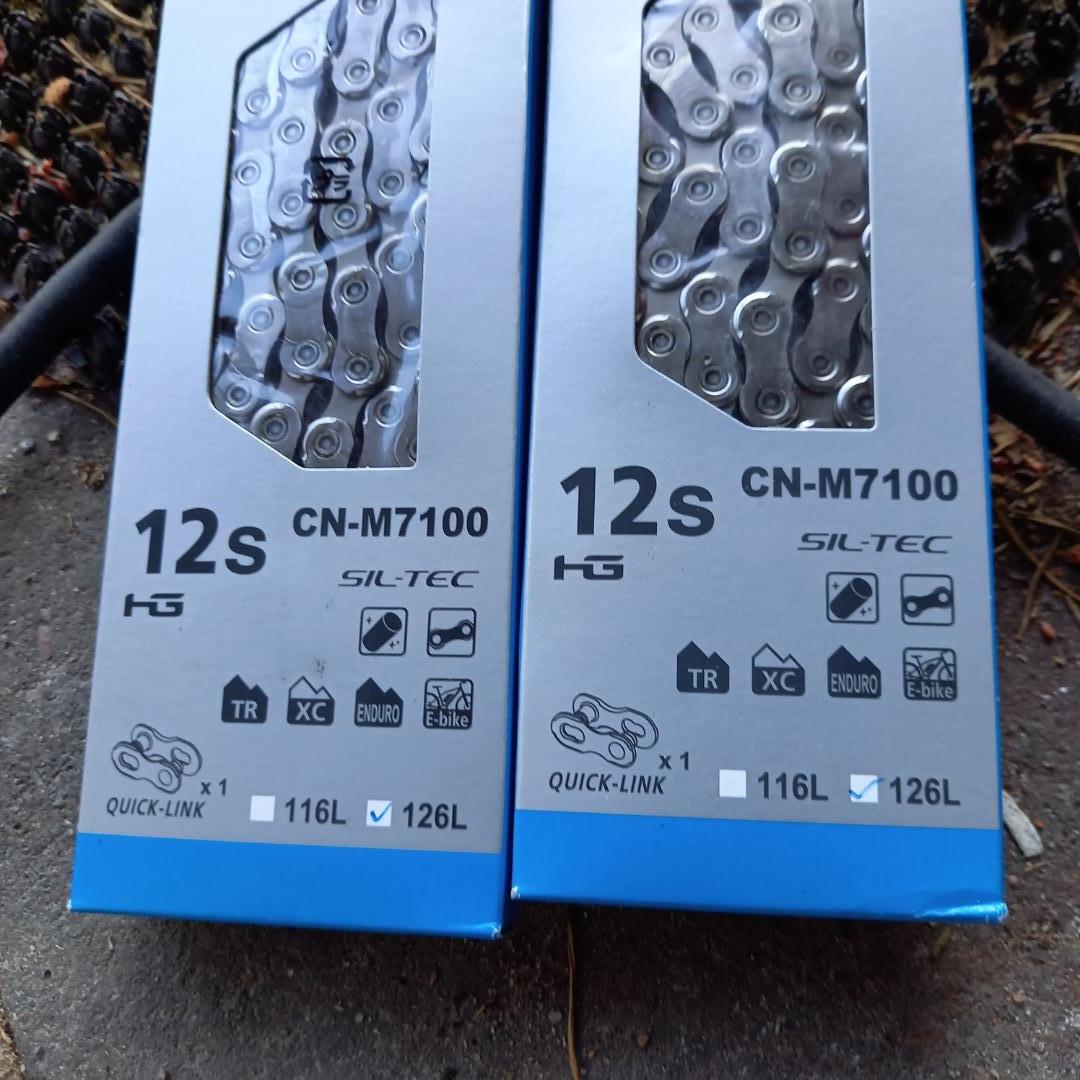 12s CN-M7100
SIL-TEC
HG
TR XC ENDURO E-bike
x 1
QUICK-LINK 116L 126L
12s CN-M7100
SIL-TEC
HG
TR XC ENDURO E-bike
x 1
QUICK-LINK 116L 126L